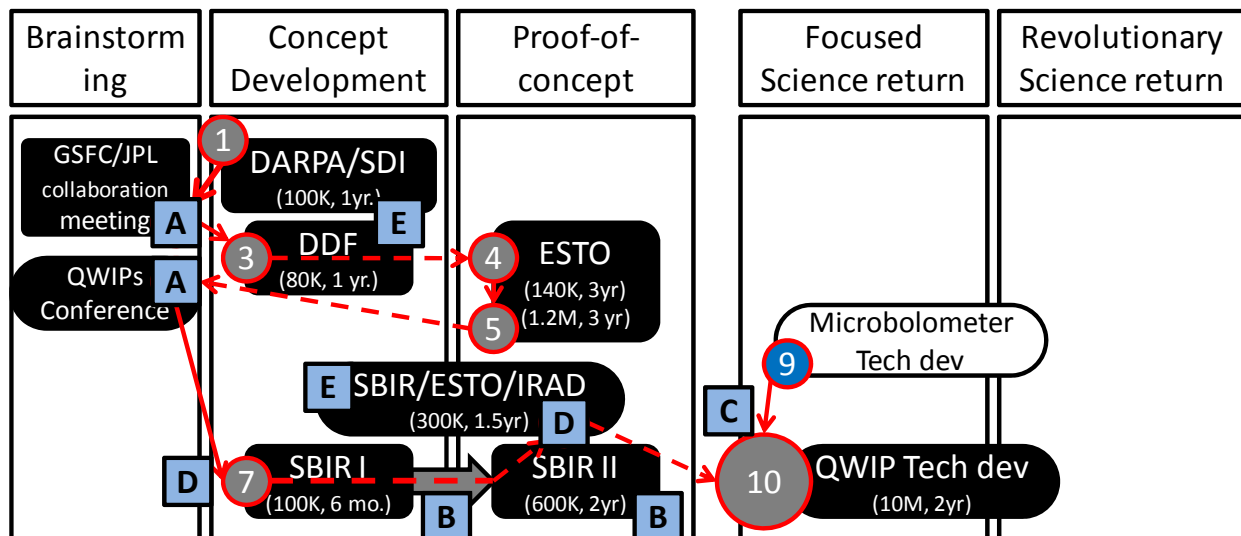 Brainstorm
ing
Concept
Development
Proof-of-
concept
Focused
Science return
Revolutionary
Science return
GSFC/JPL
collaboration
meeting
A
1
DARPA/SDI
(100K, 1yr.)
E
3
DDF
(80K, 1 yr.)
4
ESTO
(140K, 3yr)
(1.2M, 3 yr)
5
QWIPs
Conference
A
Microbolometer
Tech dev
9
E
SBIR/ESTO/IRAD
(300K, 1.5yr)
D
C
D
7
SBIR I
(100K, 6 mo.)
B
SBIR II
(600K, 2yr)
B
10
QWIP Tech dev
(10M, 2yr)